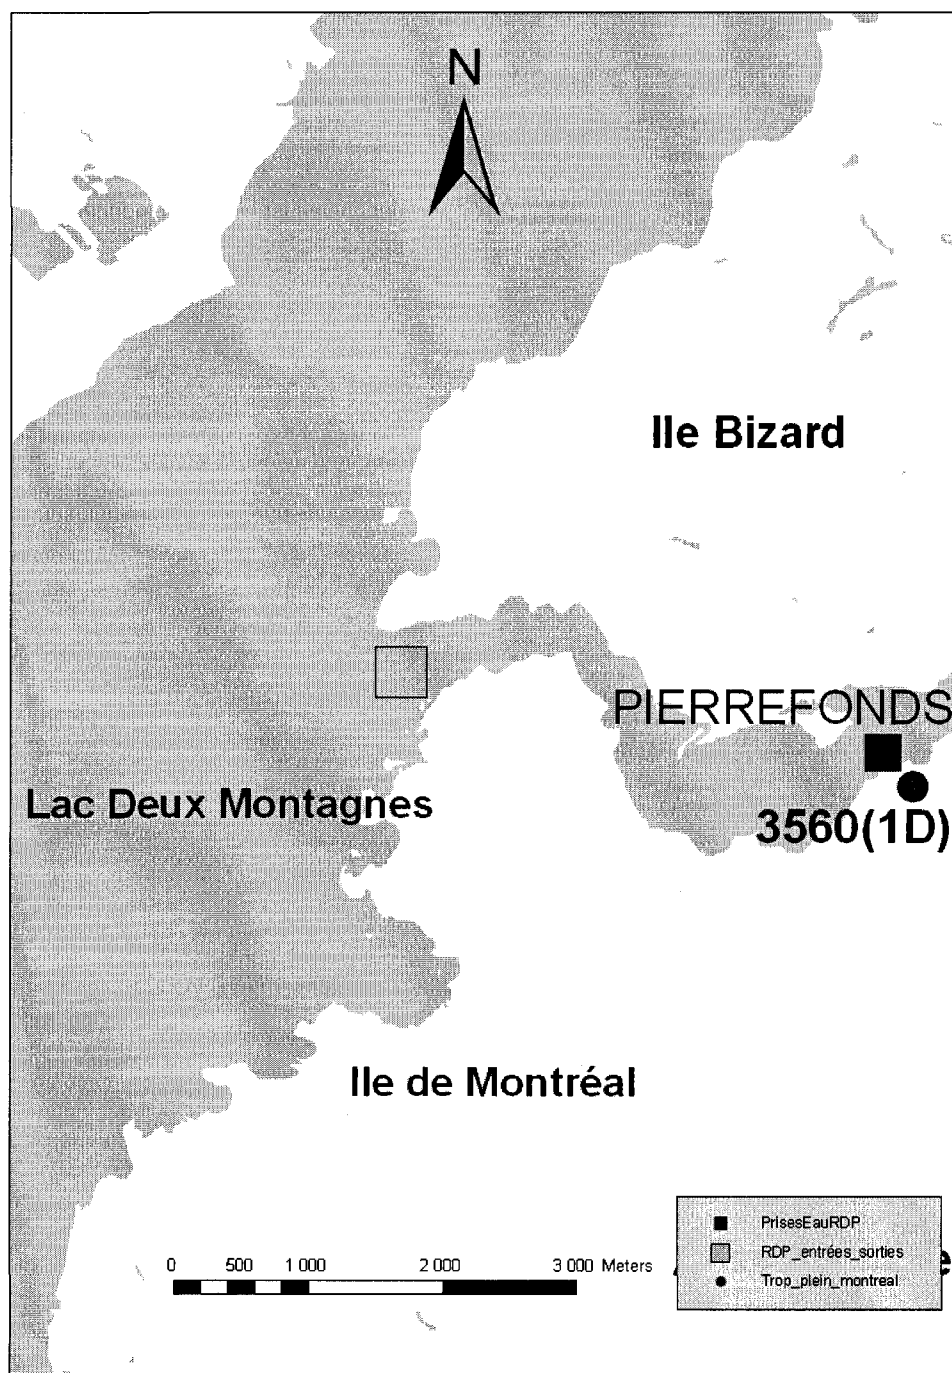 N
Ile Bizard
PIERREFONDS
Lac Deux Montagnes
3560(1D)
Ile de Montréal
0 500 1 000 2 000 3 000 Meters
PrisesEauRDP
RDP_entrées_sorties
Trop_plein_montreal